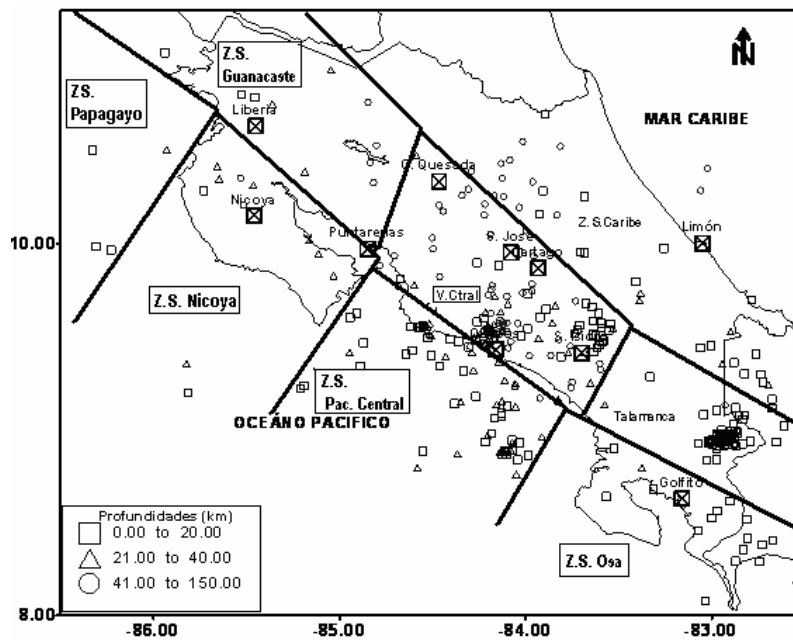 Z.S.
Guanacaste
N
Z.S.
Papagayo
Liberia
MAR CARIBE
C. Quesada
Nicoya
Z.S.Caribe
Limón
10.00
Puntarenas
S. José
Cartago
Z.S. Nicoya
V.Ctral
S. Isidro
Z.S.
Pac. Central
OCEÁNO PACIFICO
Talamanca
Golfito
Profundidades (km)
0.00 to 20.00
21.00 to 40.00
41.00 to 150.00
Z.S. Osa
8.00
-86.00
-85.00
-84.00
-83.00